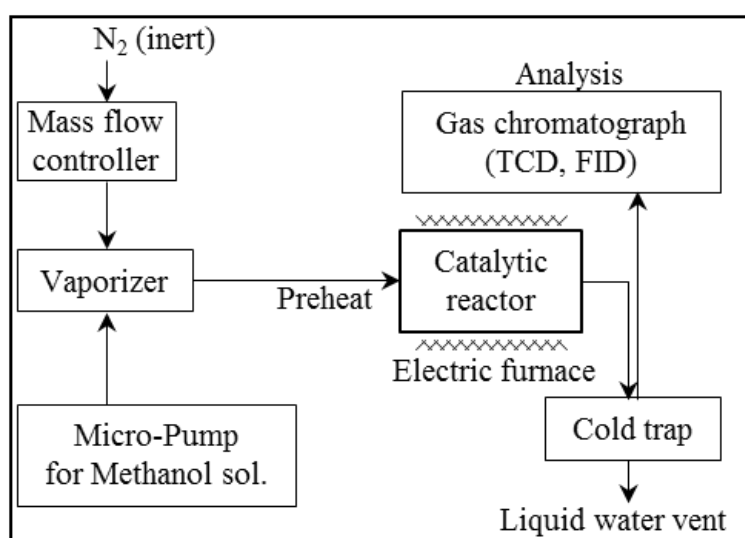 N₂ (inert)
Mass flow
controller
Vaporizer
Micro-Pump
for Methanol sol.
Preheat
Analysis
Gas chromatograph
(TCD, FID)
Catalytic
reactor
Electric furnace
Cold trap
Liquid water vent